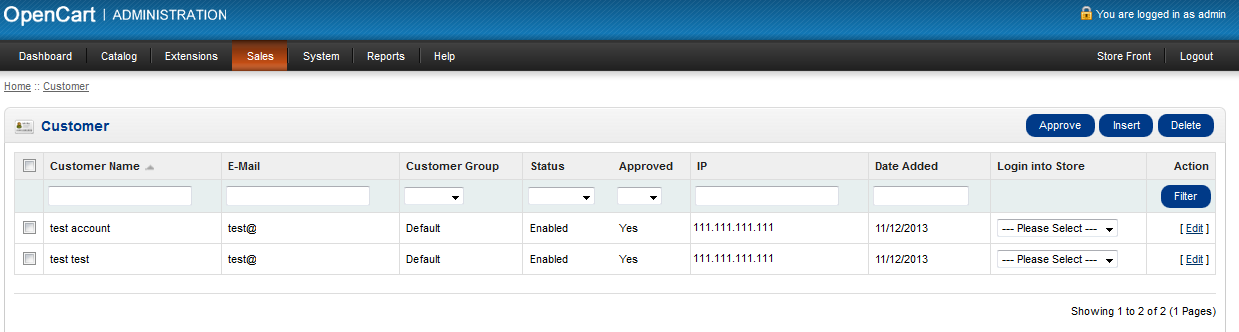 OpenCart | ADMINISTRATION
You are logged in as admin
Dashboard Catalog Extensions Sales System Reports Help Store Front Logout
Home :: Customer
Customer Approve Insert Delete
Customer Name E-Mail Customer Group Status Approved IP Date Added Login into Store Action
Filter
test account test@ Default Enabled Yes 111.111.111.111 11/12/2013 --- Please Select --- [ Edit ]
test test test@ Default Enabled Yes 111.111.111.111 11/12/2013 --- Please Select --- [ Edit ]
Showing 1 to 2 of 2 (1 Pages)